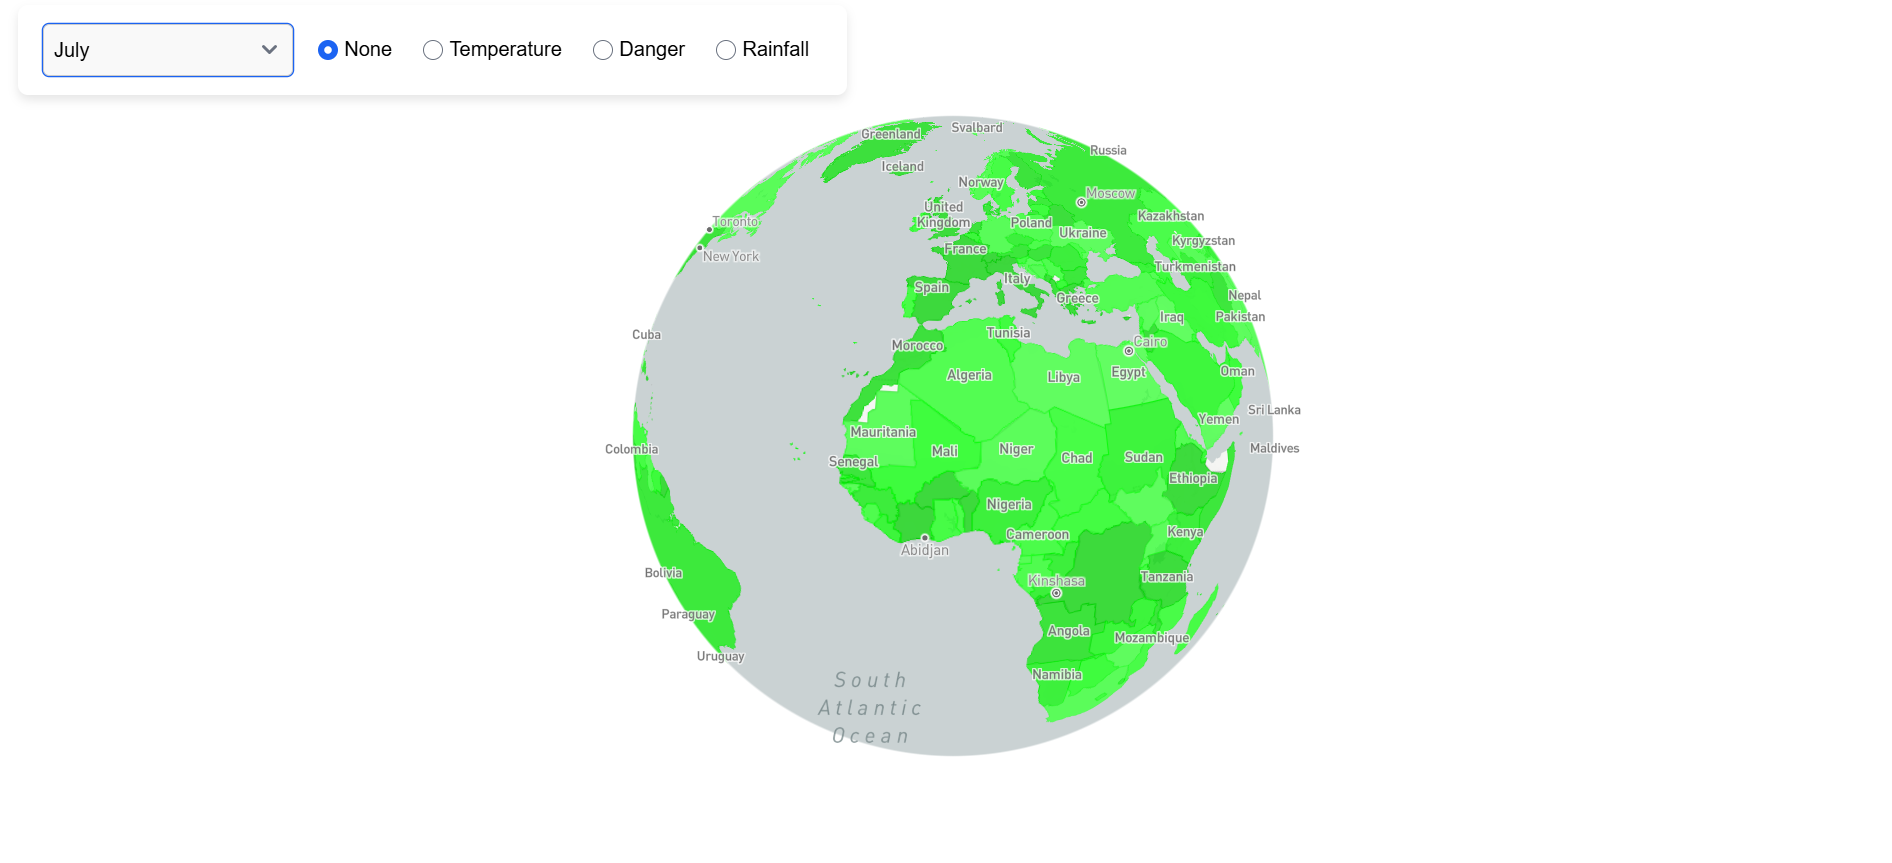 July
None
Temperature
Danger
Rainfall
Greenland
Svalbard
Russia
Iceland
Norway
Moscow
United
Kingdom
Poland
Ukraine
Kazakhstan
Toronto
New York
France
Kyrgyzstan
Turkmenistan
Spain
Italy
Greece
Nepal
Iraq
Pakistan
Cuba
Morocco
Tunisia
Cairo
Algeria
Libya
Egypt
Oman
Mauritania
Mali
Niger
Chad
Sudan
Yemen
Sri Lanka
Maldives
Colombia
Senegal
Ethiopia
Nigeria
Cameroon
Kenya
Abidjan
Kinshasa
Tanzania
Bolivia
Paraguay
Angola
Mozambique
Uruguay
Namibia
South
Atlantic
Ocean